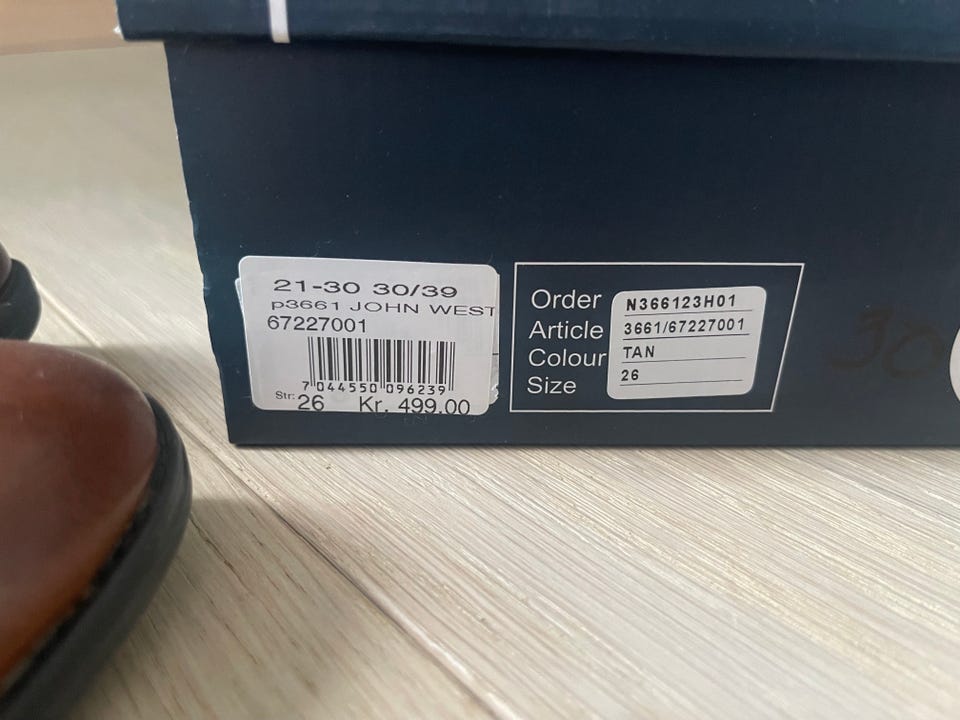 21-30 30/39
p3661 JOHN WEST
67227001
7 044550 096239
Str: 26 Kr. 499.00
Order N366123H01
Article 3661/67227001
Colour TAN
Size 26
30